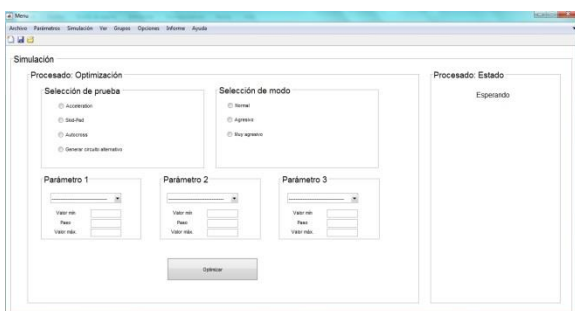 Menu
Archivo Parámetros Simulación Ver Grupos Opciones Informe Ayuda
Simulación
Procesado: Optimización
Procesado: Estado
Selección de prueba
Selección de modo
Esperando
Acceleration
Normal
Skid-Pad
Agresivo
Autocross
Muy agresivo
Generar circuito alternativo
Parámetro 1
Parámetro 2
Parámetro 3
Valor mín Valor mín Valor mín
Paso Paso Paso
Valor máx. Valor máx. Valor máx.
Optimizar